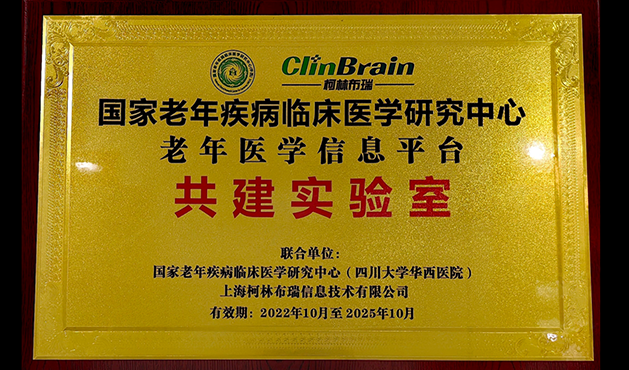 ClinBrain
柯林布瑞
国家老年疾病临床医学研究中心
老年医学信息平台
共建实验室
联合单位：
国家老年疾病临床医学研究中心（四川大学华西医院）
上海柯林布瑞信息技术有限公司
有效期：2022年10月至2025年10月